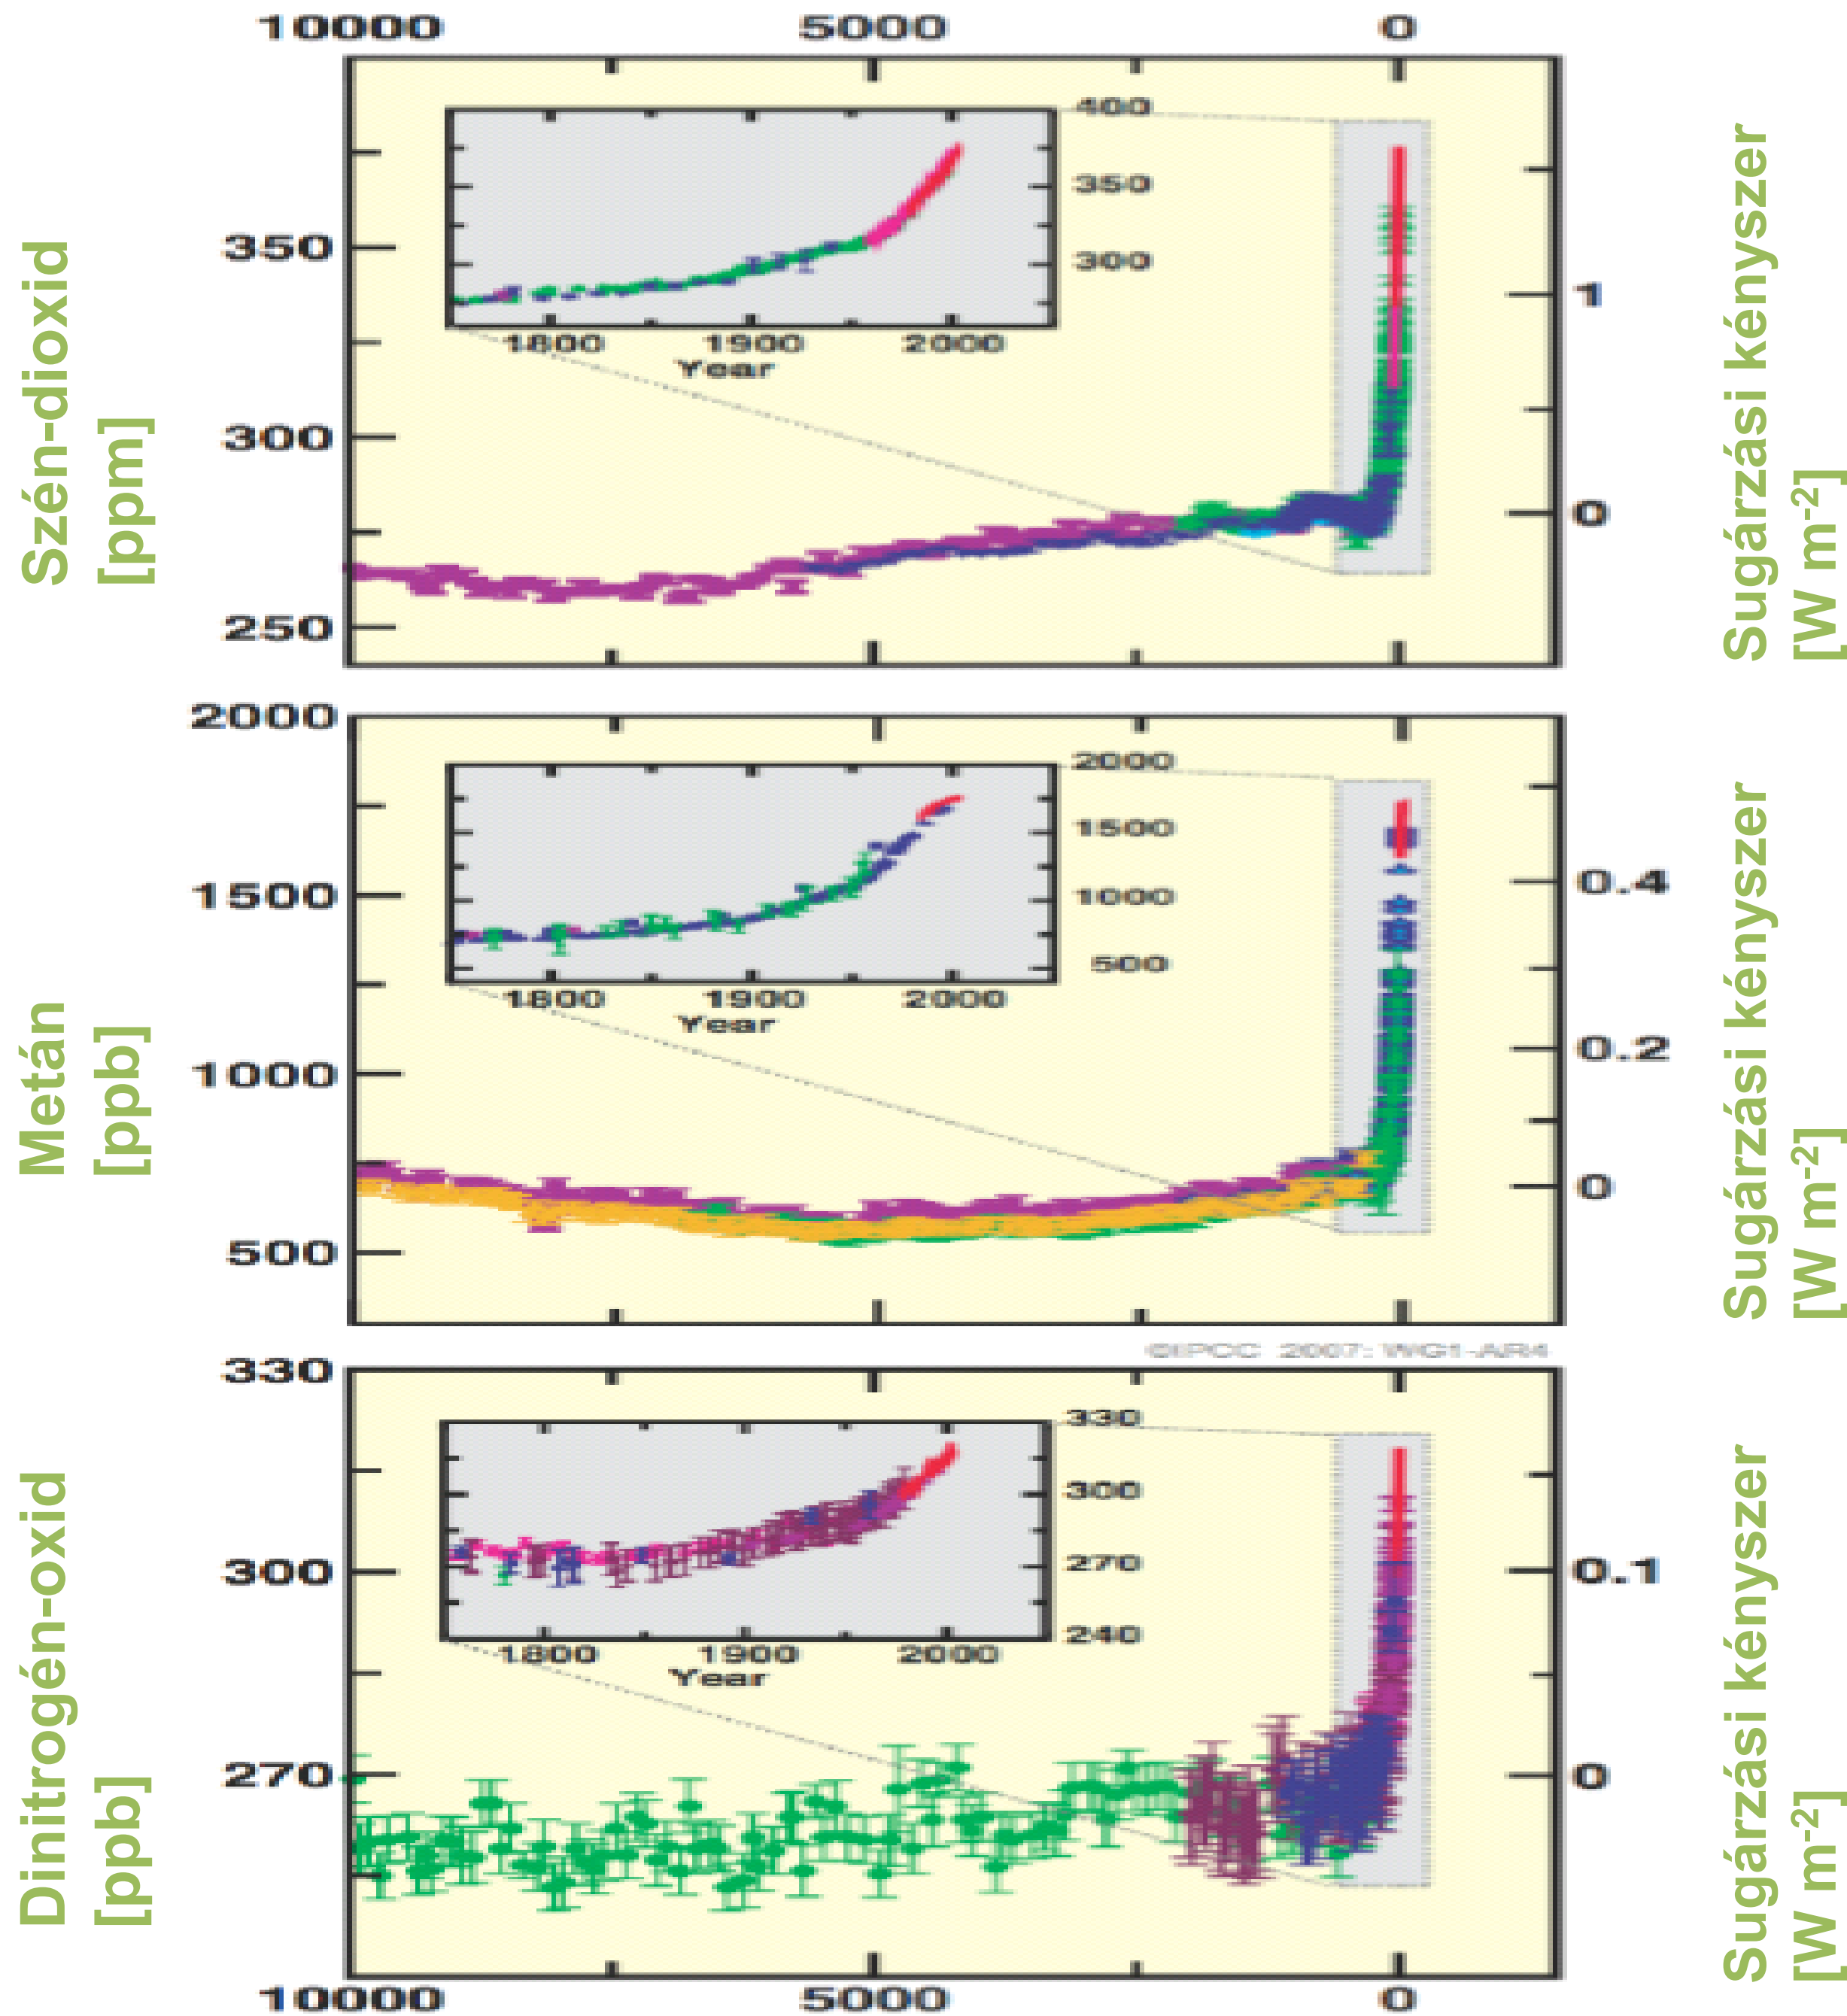 10000 5000 0
Szén-dioxid
[ppm]
350
300
250
400
350
300
1800 1900 2000
Year
1
0
Sugárzási kényszer
[W m-2]
Metán
[ppb]
2000
1500
1000
500
2000
1500
1000
500
1800 1900 2000
Year
0.4
0.2
0
Sugárzási kényszer
[W m-2]
©IPCC 2007: WG1-AR4
Dinitrogén-oxid
[ppb]
330
300
270
330
300
270
240
1800 1900 2000
Year
0.1
0
Sugárzási kényszer
[W m-2]
10000 5000 0